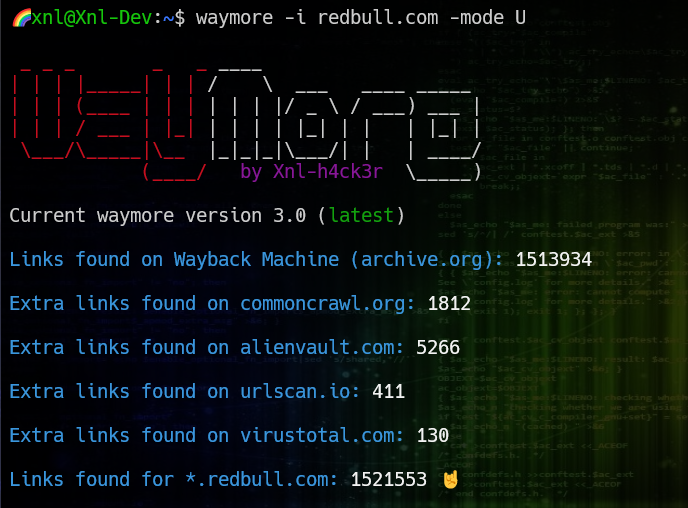 🌈xnl@Xnl-Dev:~$ waymore -i redbull.com -mode U
waymore
by Xnl-h4ck3r
Current waymore version 3.0 (latest)
Links found on Wayback Machine (archive.org): 1513934
Extra links found on commoncrawl.org: 1812
Extra links found on alienvault.com: 5266
Extra links found on urlscan.io: 411
Extra links found on virustotal.com: 130
Links found for *.redbull.com: 1521553 🤘